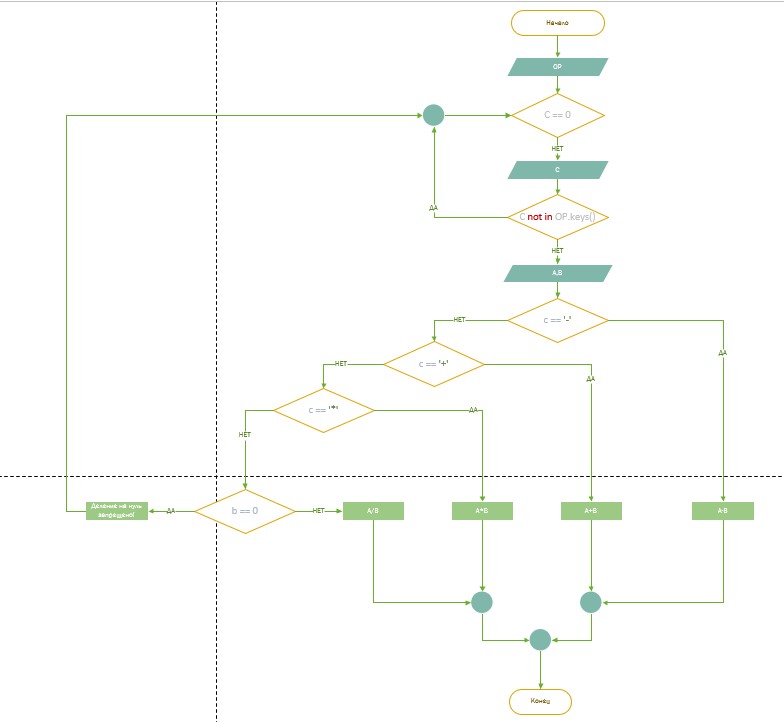 Начало
OP
C == 0
НЕТ
C
C not in OP.keys()
ДА
НЕТ
A,B
c == '-'
НЕТ
ДА
c == '+'
НЕТ
ДА
c == '*'
ДА
НЕТ
Деление на нуль
запрещено!
ДА
b == 0
НЕТ
A/B
A*B
A+B
A-B
Конец